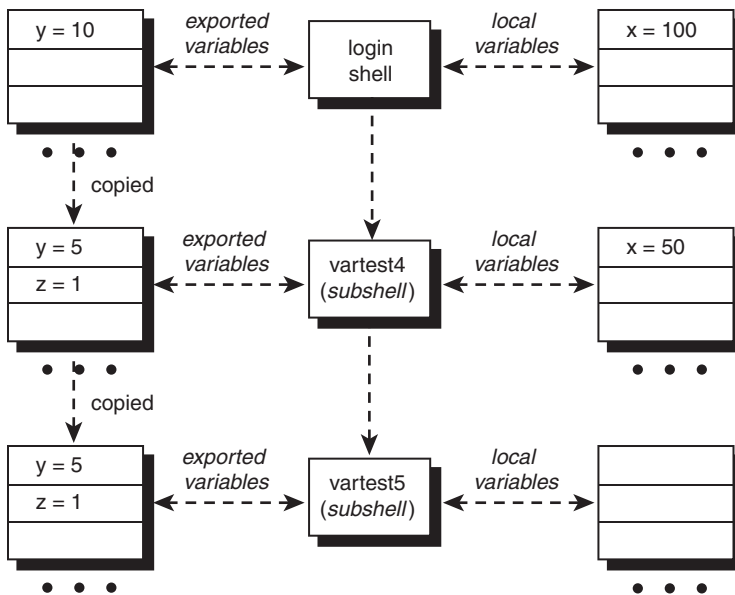 y = 10
exported
variables
login
shell
local
variables
x = 100
copied
y = 5
z = 1
exported
variables
vartest4
(subshell)
local
variables
x = 50
copied
y = 5
z = 1
exported
variables
vartest5
(subshell)
local
variables